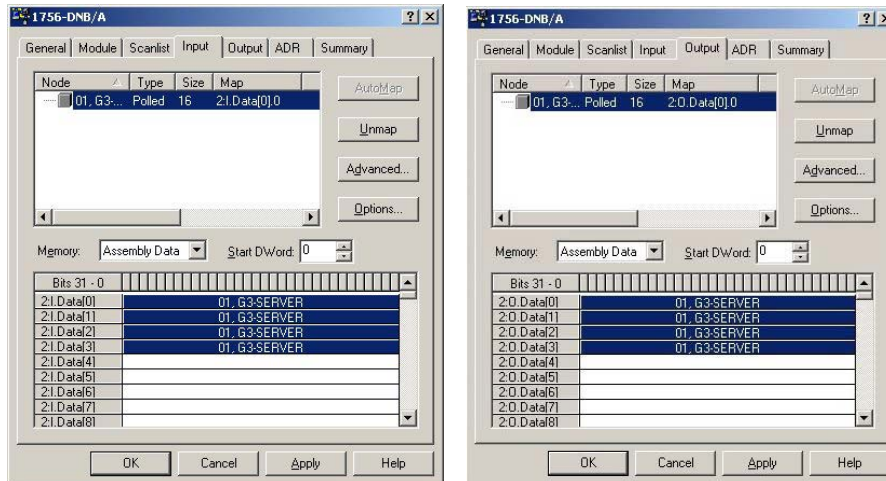 1756-DNB/A
General Module Scanlist Input Output ADR Summary
Node Type Size Map
01, G3-... Polled 16 2:I.Data[0].0
AutoMap
Unmap
Advanced...
Options...
Memory: Assembly Data Start DWord: 0
Bits 31 - 0
2:I.Data[0] 01, G3-SERVER
2:I.Data[1] 01, G3-SERVER
2:I.Data[2] 01, G3-SERVER
2:I.Data[3] 01, G3-SERVER
2:I.Data[4]
2:I.Data[5]
2:I.Data[6]
2:I.Data[7]
2:I.Data[8]
OK Cancel Apply Help
1756-DNB/A
General Module Scanlist Input Output ADR Summary
Node Type Size Map
01, G3-... Polled 16 2:O.Data[0].0
AutoMap
Unmap
Advanced...
Options...
Memory: Assembly Data Start DWord: 0
Bits 31 - 0
2:O.Data[0] 01, G3-SERVER
2:O.Data[1] 01, G3-SERVER
2:O.Data[2] 01, G3-SERVER
2:O.Data[3] 01, G3-SERVER
2:O.Data[4]
2:O.Data[5]
2:O.Data[6]
2:O.Data[7]
2:O.Data[8]
OK Cancel Apply Help